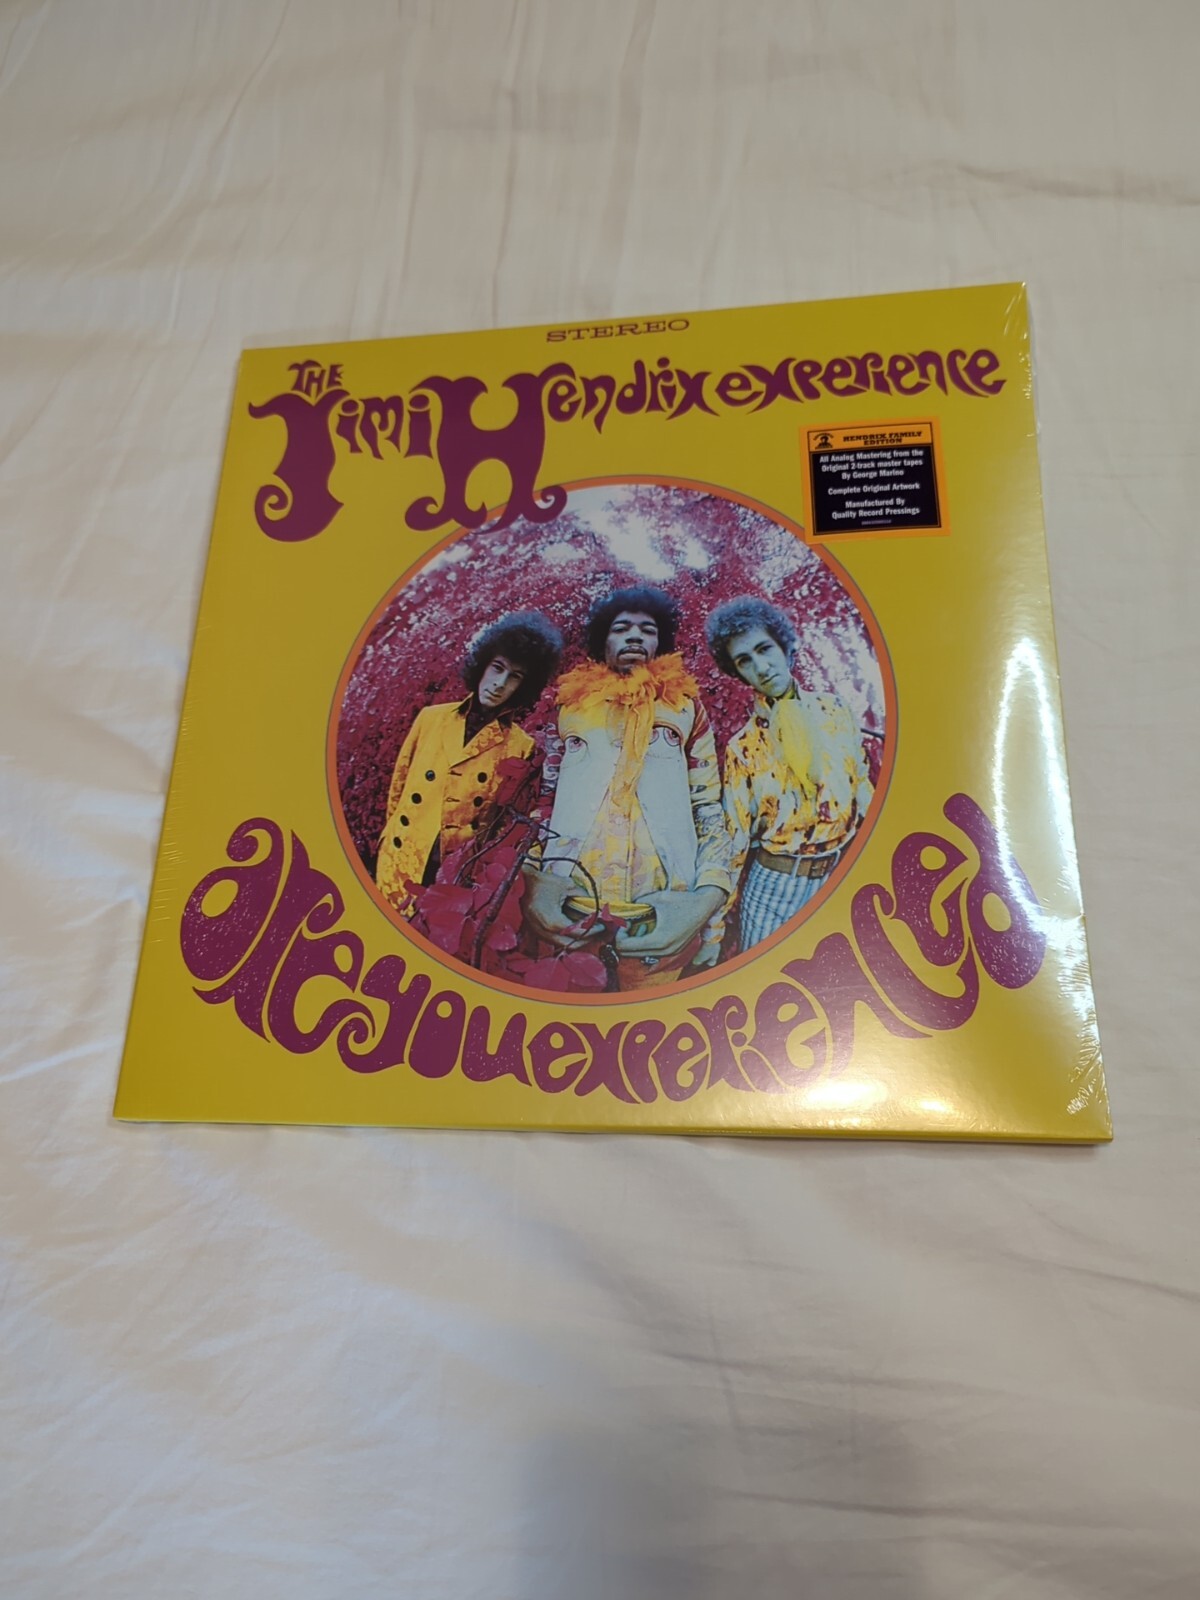 STEREO
THE
Jimi Hendrix experience
HENDRIX FAMILY
EDITION
All Analog Mastering from the
Original 2-track master tapes
By George Marino
Complete Original Artwork
Manufactured By
Quality Record Pressings
are you experienced